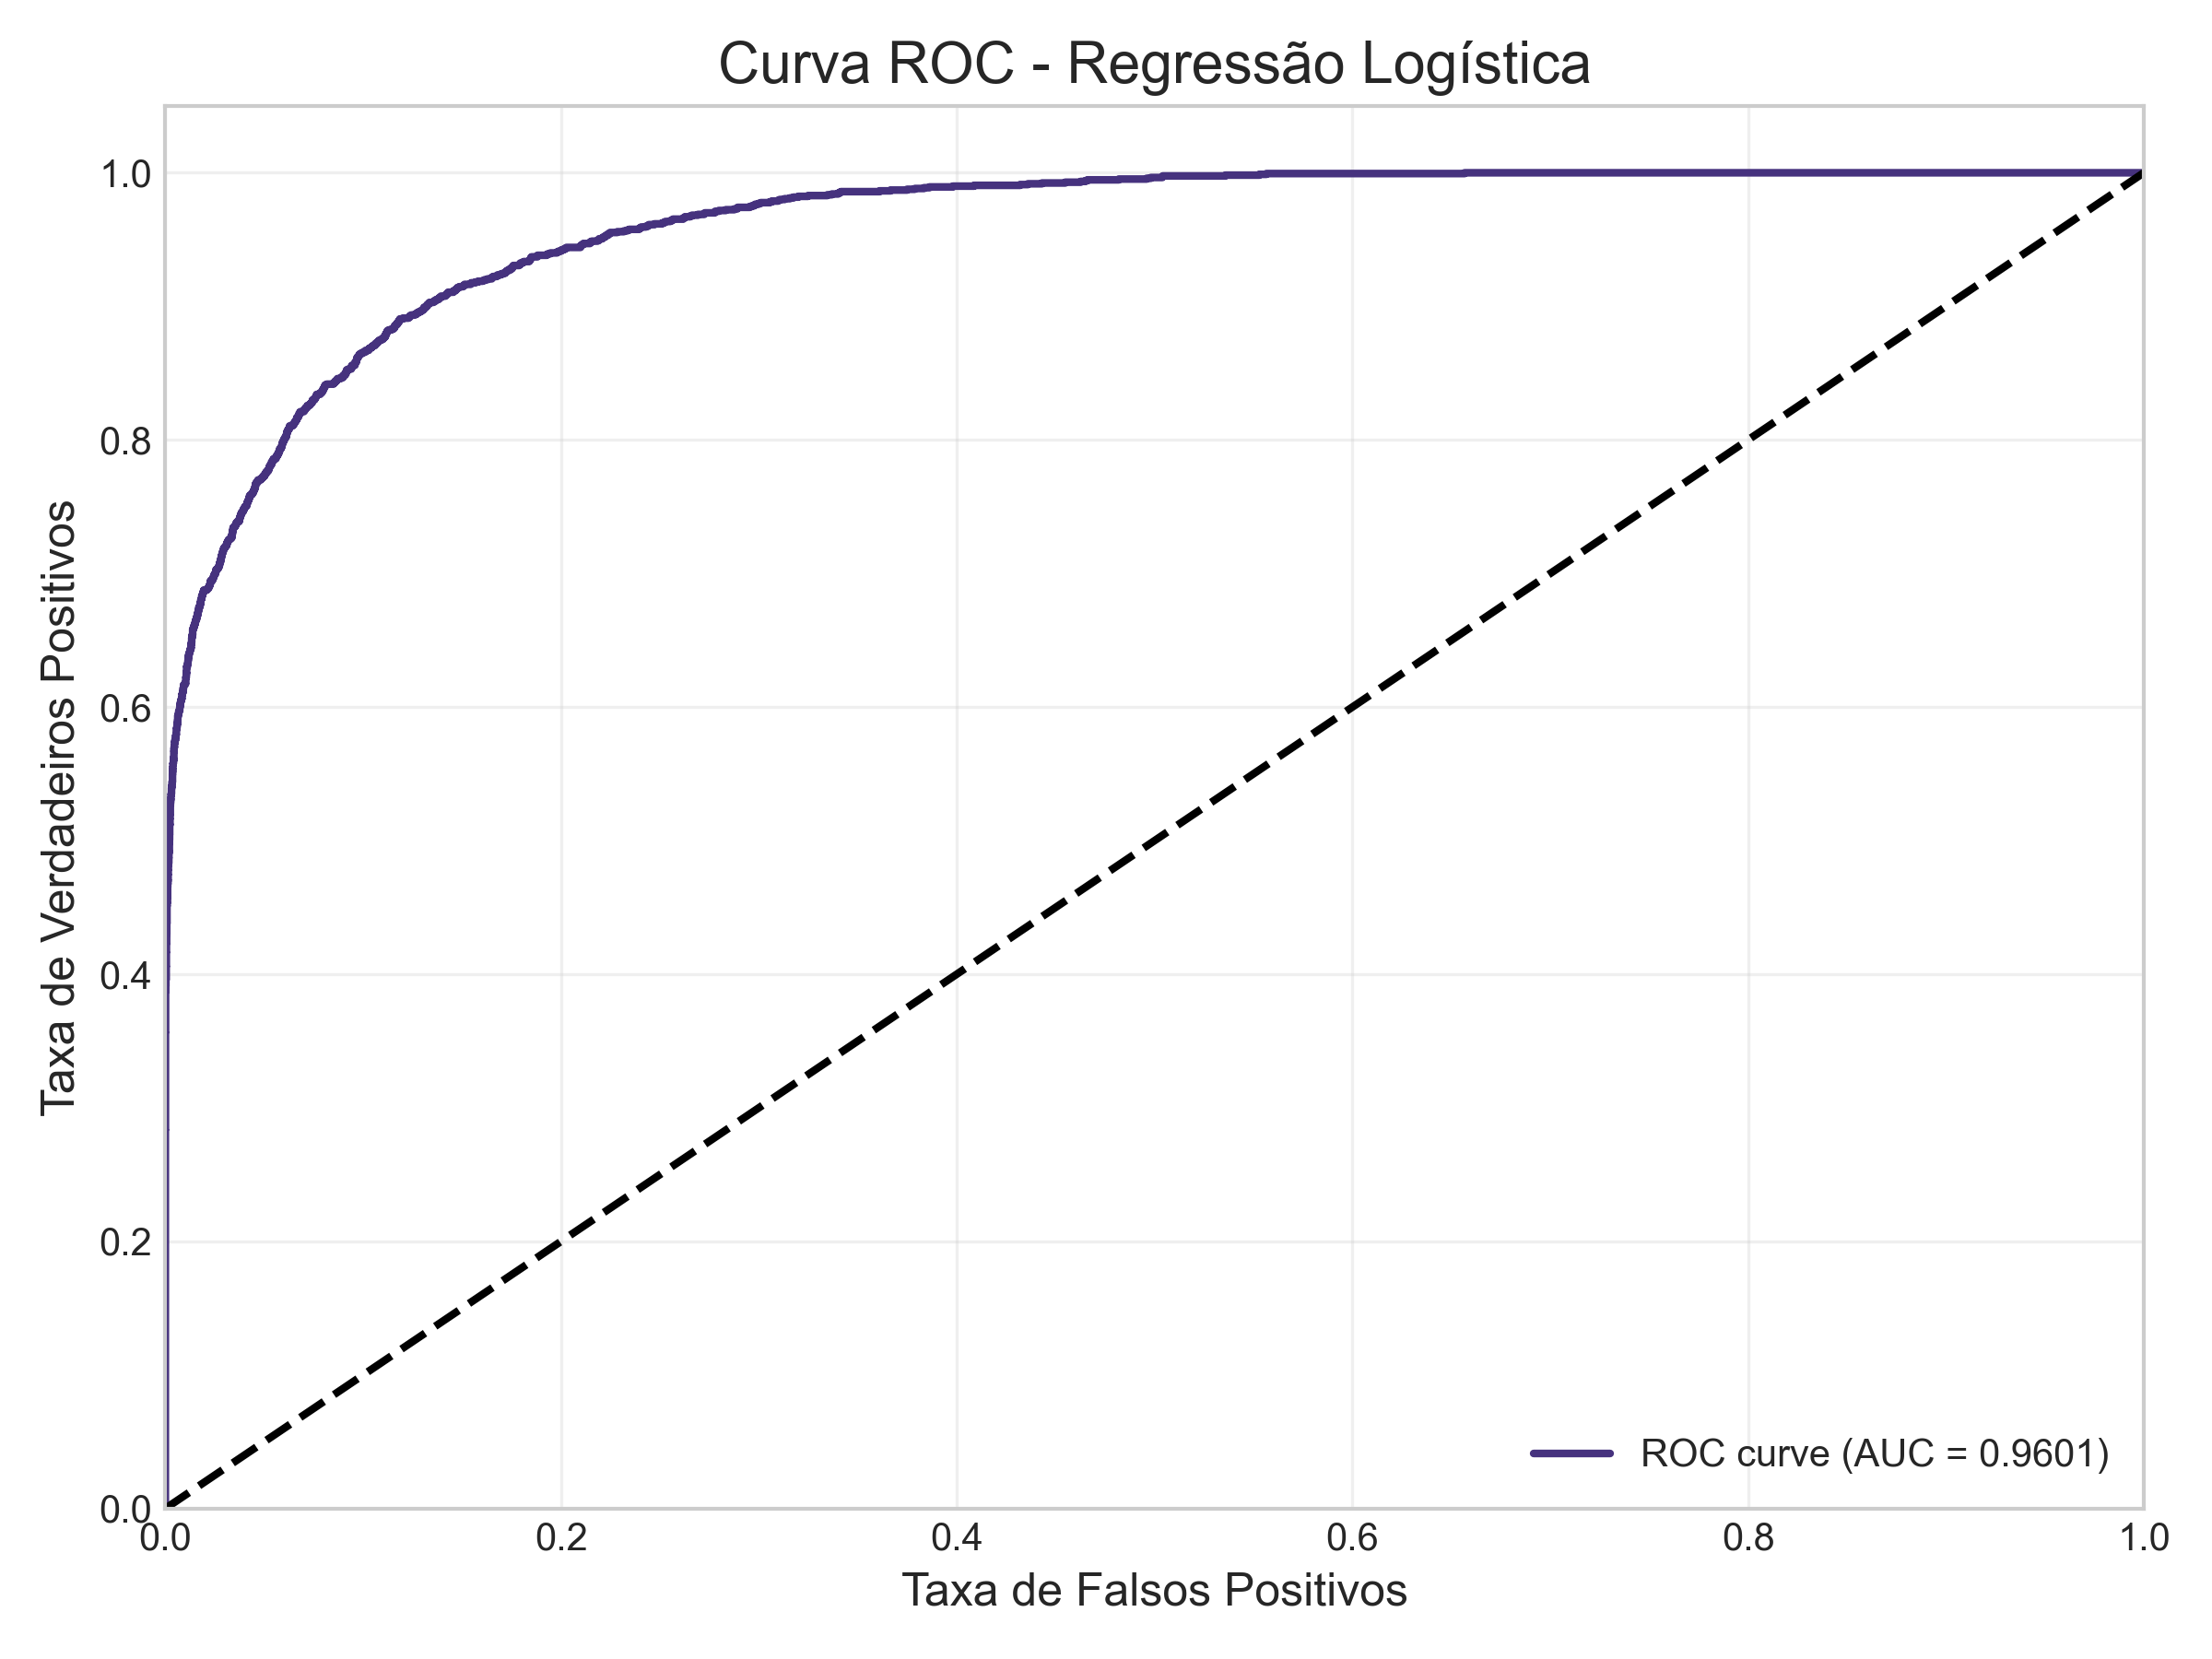 Curva ROC - Regressão Logística
Taxa de Verdadeiros Positivos
1.0
0.8
0.6
0.4
0.2
0.0
0.0 0.2 0.4 0.6 0.8 1.0
Taxa de Falsos Positivos
ROC curve (AUC = 0.9601)